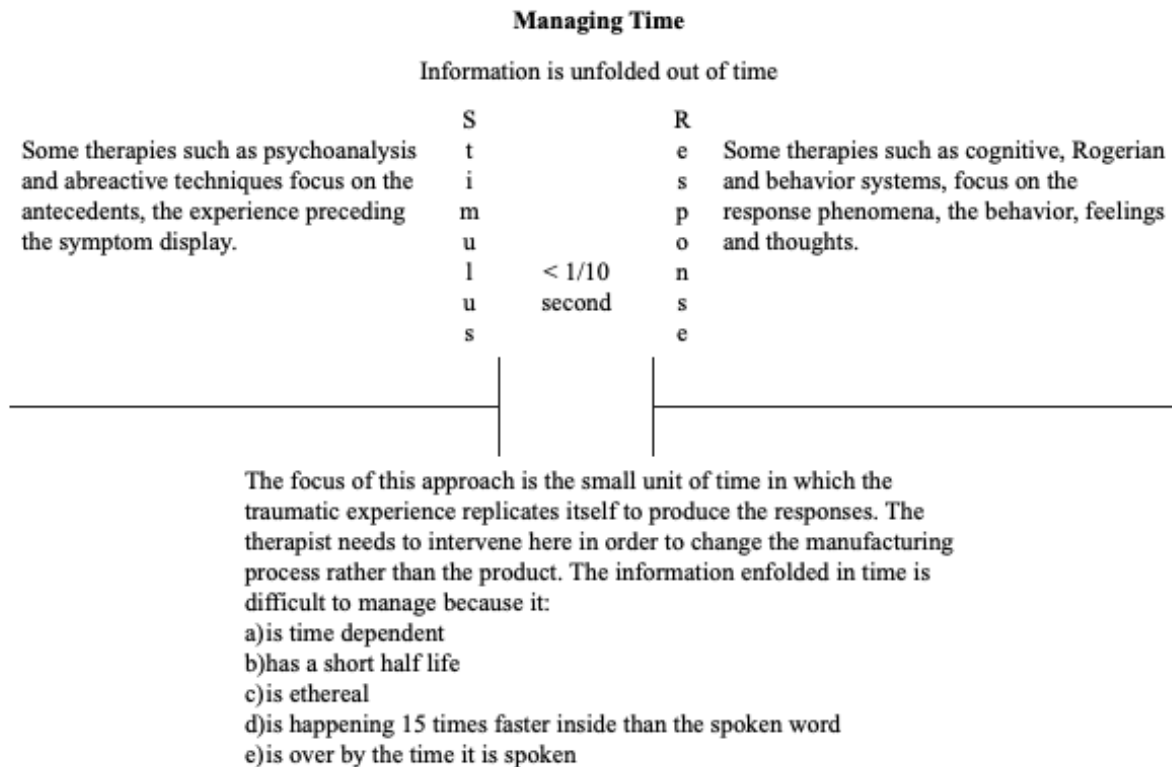 Managing Time
Information is unfolded out of time
Some therapies such as psychoanalysis
and abreactive techniques focus on the
antecedents, the experience preceding
the symptom display.
Stimulus
< 1/10
second
Response
Some therapies such as cognitive, Rogerian
and behavior systems, focus on the
response phenomena, the behavior, feelings
and thoughts.
The focus of this approach is the small unit of time in which the
traumatic experience replicates itself to produce the responses. The
therapist needs to intervene here in order to change the manufacturing
process rather than the product. The information enfolded in time is
difficult to manage because it:
a)is time dependent
b)has a short half life
c)is ethereal
d)is happening 15 times faster inside than the spoken word
e)is over by the time it is spoken